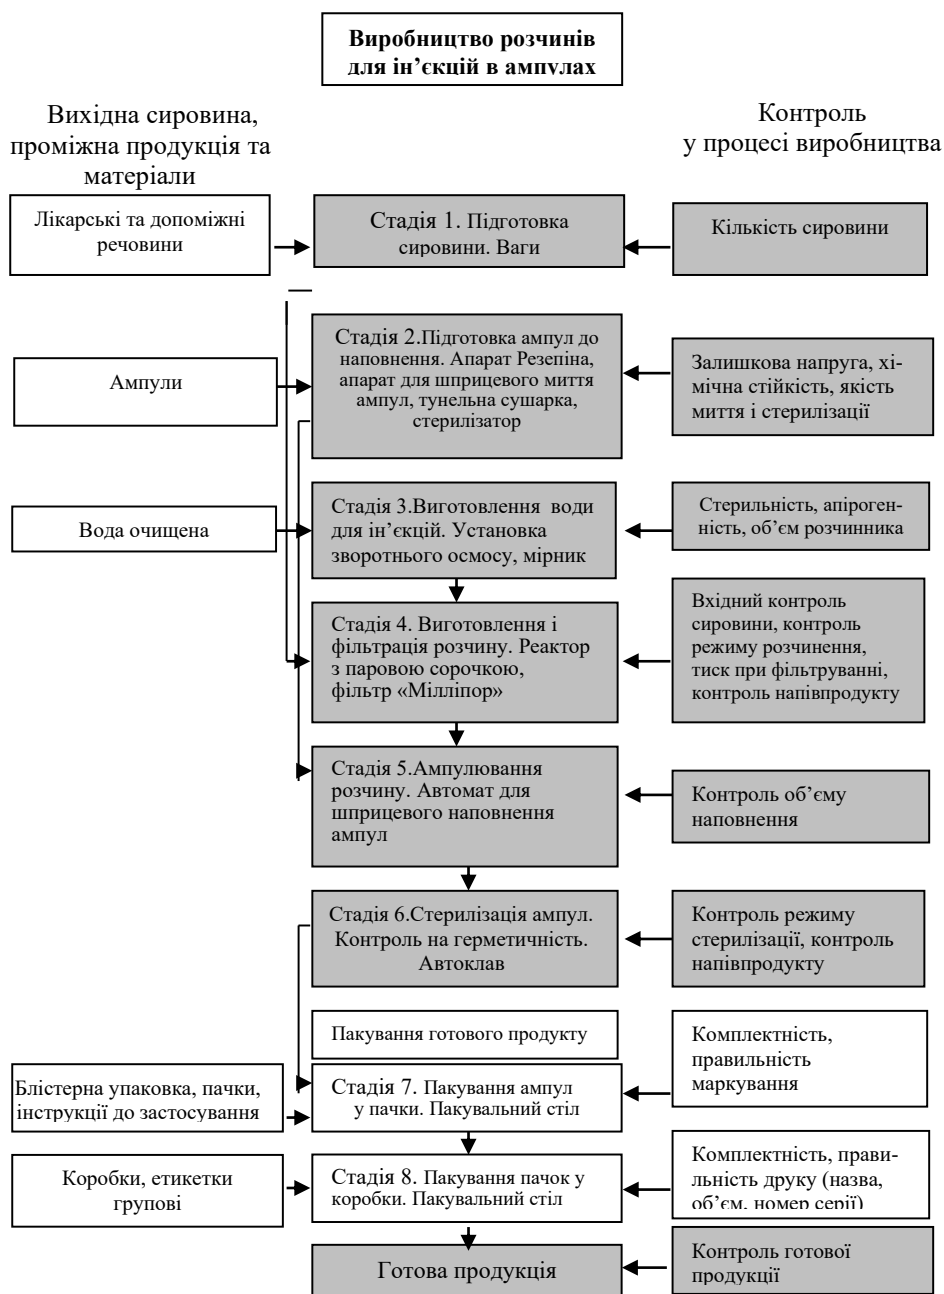 Виробництво розчинів
для ін’єкцій в ампулах
Вихідна сировина,
проміжна продукція та
матеріали
Контроль
у процесі виробництва
Лікарські та допоміжні
речовини
Стадія 1. Підготовка
сировини. Ваги
Кількість сировини
Ампули
Стадія 2.Підготовка ампул до
наповнення. Апарат Резепіна,
апарат для шприцевого миття
ампул, тунельна сушарка,
стерилізатор
Залишкова напруга, хі-
мічна стійкість, якість
миття і стерилізації
Вода очищена
Стадія 3.Виготовлення води
для ін’єкцій. Установка
зворотнього осмосу, мірник
Стерильність, апіроген-
ність, об’єм розчинника
Стадія 4. Виготовлення і
фільтрація розчину. Реактор
з паровою сорочкою,
фільтр «Мілліпор»
Вхідний контроль
сировини, контроль
режиму розчинення,
тиск при фільтруванні,
контроль напівпродукту
Стадія 5.Ампулювання
розчину. Автомат для
шприцевого наповнення
ампул
Контроль об’єму
наповнення
Стадія 6.Стерилізація ампул.
Контроль на герметичність.
Автоклав
Контроль режиму
стерилізації, контроль
напівпродукту
Пакування готового продукту
Блістерна упаковка, пачки,
інструкції до застосування
Стадія 7. Пакування ампул
у пачки. Пакувальний стіл
Комплектність,
правильність
маркування
Коробки, етикетки
групові
Стадія 8. Пакування пачок у
коробки. Пакувальний стіл
Комплектність, прави-
льність друку (назва,
об’єм, номер серії)
Готова продукція
Контроль готової
продукції